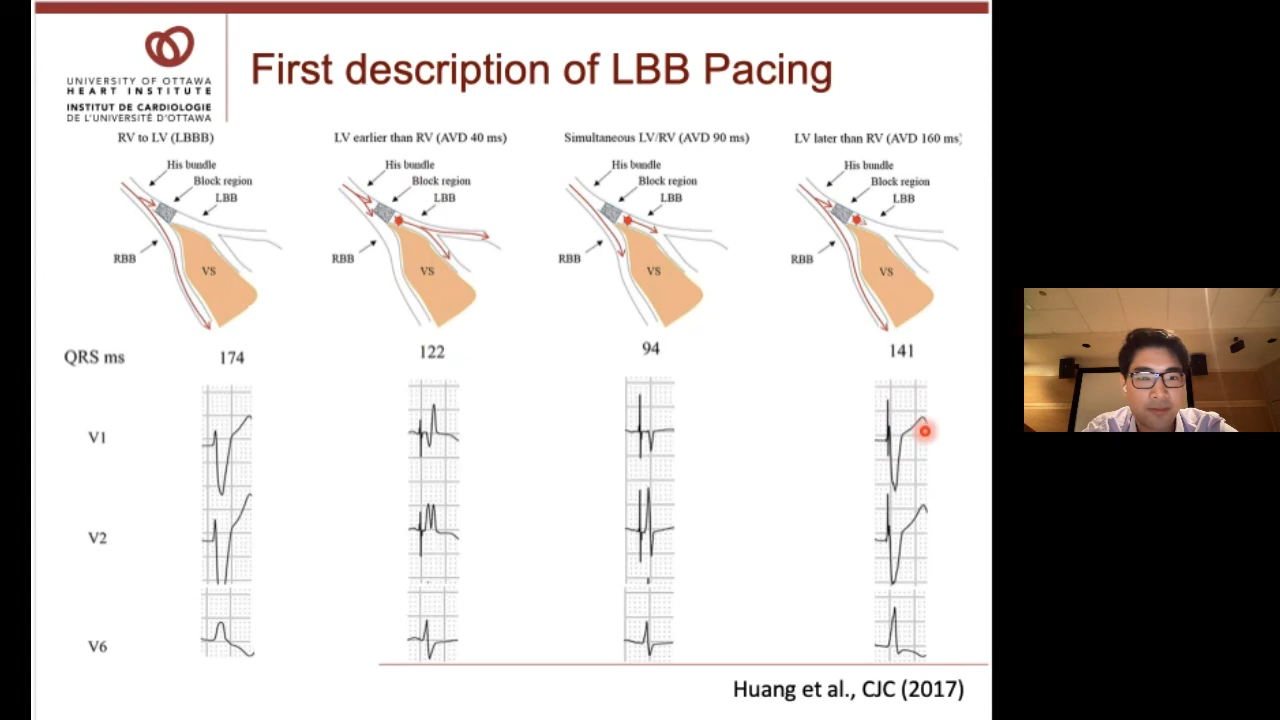 UNIVERSITY OF OTTAWA
HEART INSTITUTE
INSTITUT DE CARDIOLOGIE
DE L'UNIVERSITÉ D'OTTAWA
First description of LBB Pacing
RV to LV (LBBB)
His bundle
Block region
LBB
RBB
VS
LV earlier than RV (AVD 40 ms)
His bundle
Block region
LBB
RBB
VS
Simultaneous LV/RV (AVD 90 ms)
His bundle
Block region
LBB
RBB
VS
LV later than RV (AVD 160 ms)
His bundle
Block region
LBB
RBB
VS
QRS ms 174 122 94 141
V1
V2
V6
Huang et al., CJC (2017)